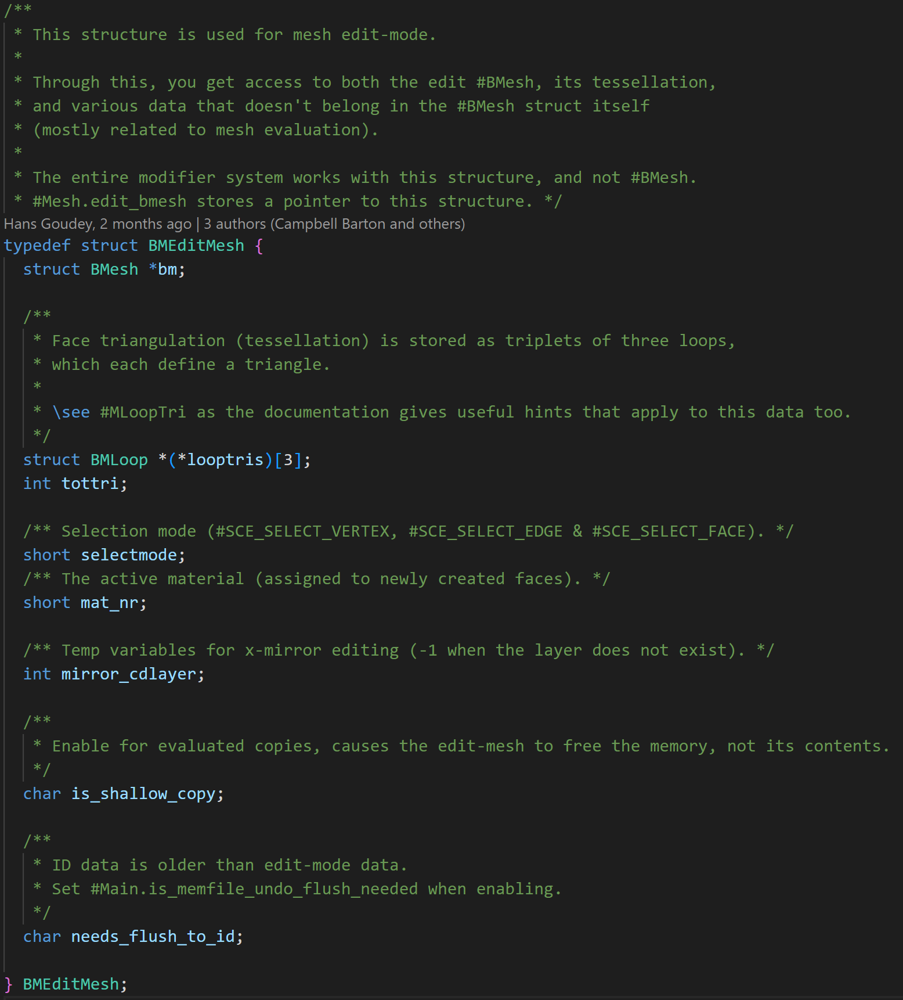 /**
 * This structure is used for mesh edit-mode.
 *
 * Through this, you get access to both the edit #BMesh, its tessellation,
 * and various data that doesn't belong in the #BMesh struct itself
 * (mostly related to mesh evaluation).
 *
 * The entire modifier system works with this structure, and not #BMesh.
 * #Mesh.edit_bmesh stores a pointer to this structure. */
Hans Goudey, 2 months ago | 3 authors (Campbell Barton and others)
typedef struct BMEditMesh {
  struct BMesh *bm;

  /**
   * Face triangulation (tessellation) is stored as triplets of three loops,
   * which each define a triangle.
   *
   * \see #MLoopTri as the documentation gives useful hints that apply to this data too.
   */
  struct BMLoop *(*looptris)[3];
  int tottri;

  /** Selection mode (#SCE_SELECT_VERTEX, #SCE_SELECT_EDGE & #SCE_SELECT_FACE). */
  short selectmode;
  /** The active material (assigned to newly created faces). */
  short mat_nr;

  /** Temp variables for x-mirror editing (-1 when the layer does not exist). */
  int mirror_cdlayer;

  /**
   * Enable for evaluated copies, causes the edit-mesh to free the memory, not its contents.
   */
  char is_shallow_copy;

  /**
   * ID data is older than edit-mode data.
   * Set #Main.is_memfile_undo_flush_needed when enabling.
   */
  char needs_flush_to_id;

} BMEditMesh;